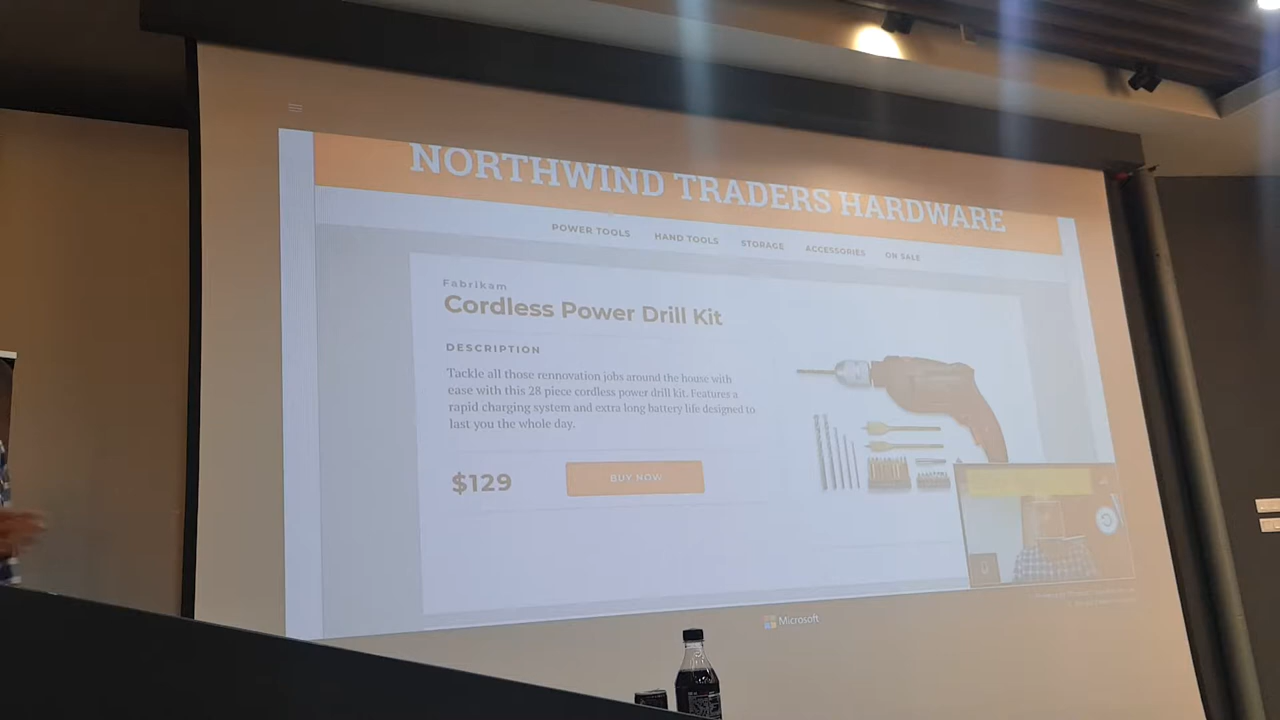 NORTHWIND TRADERS HARDWARE
POWER TOOLS HAND TOOLS STORAGE ACCESSORIES ON SALE
Fabrikam
Cordless Power Drill Kit
DESCRIPTION
Tackle all those rennovation jobs around the house with
ease with this 28 piece cordless power drill kit. Features a
rapid charging system and extra long battery life designed to
last you the whole day.
$129
BUY NOW
Microsoft